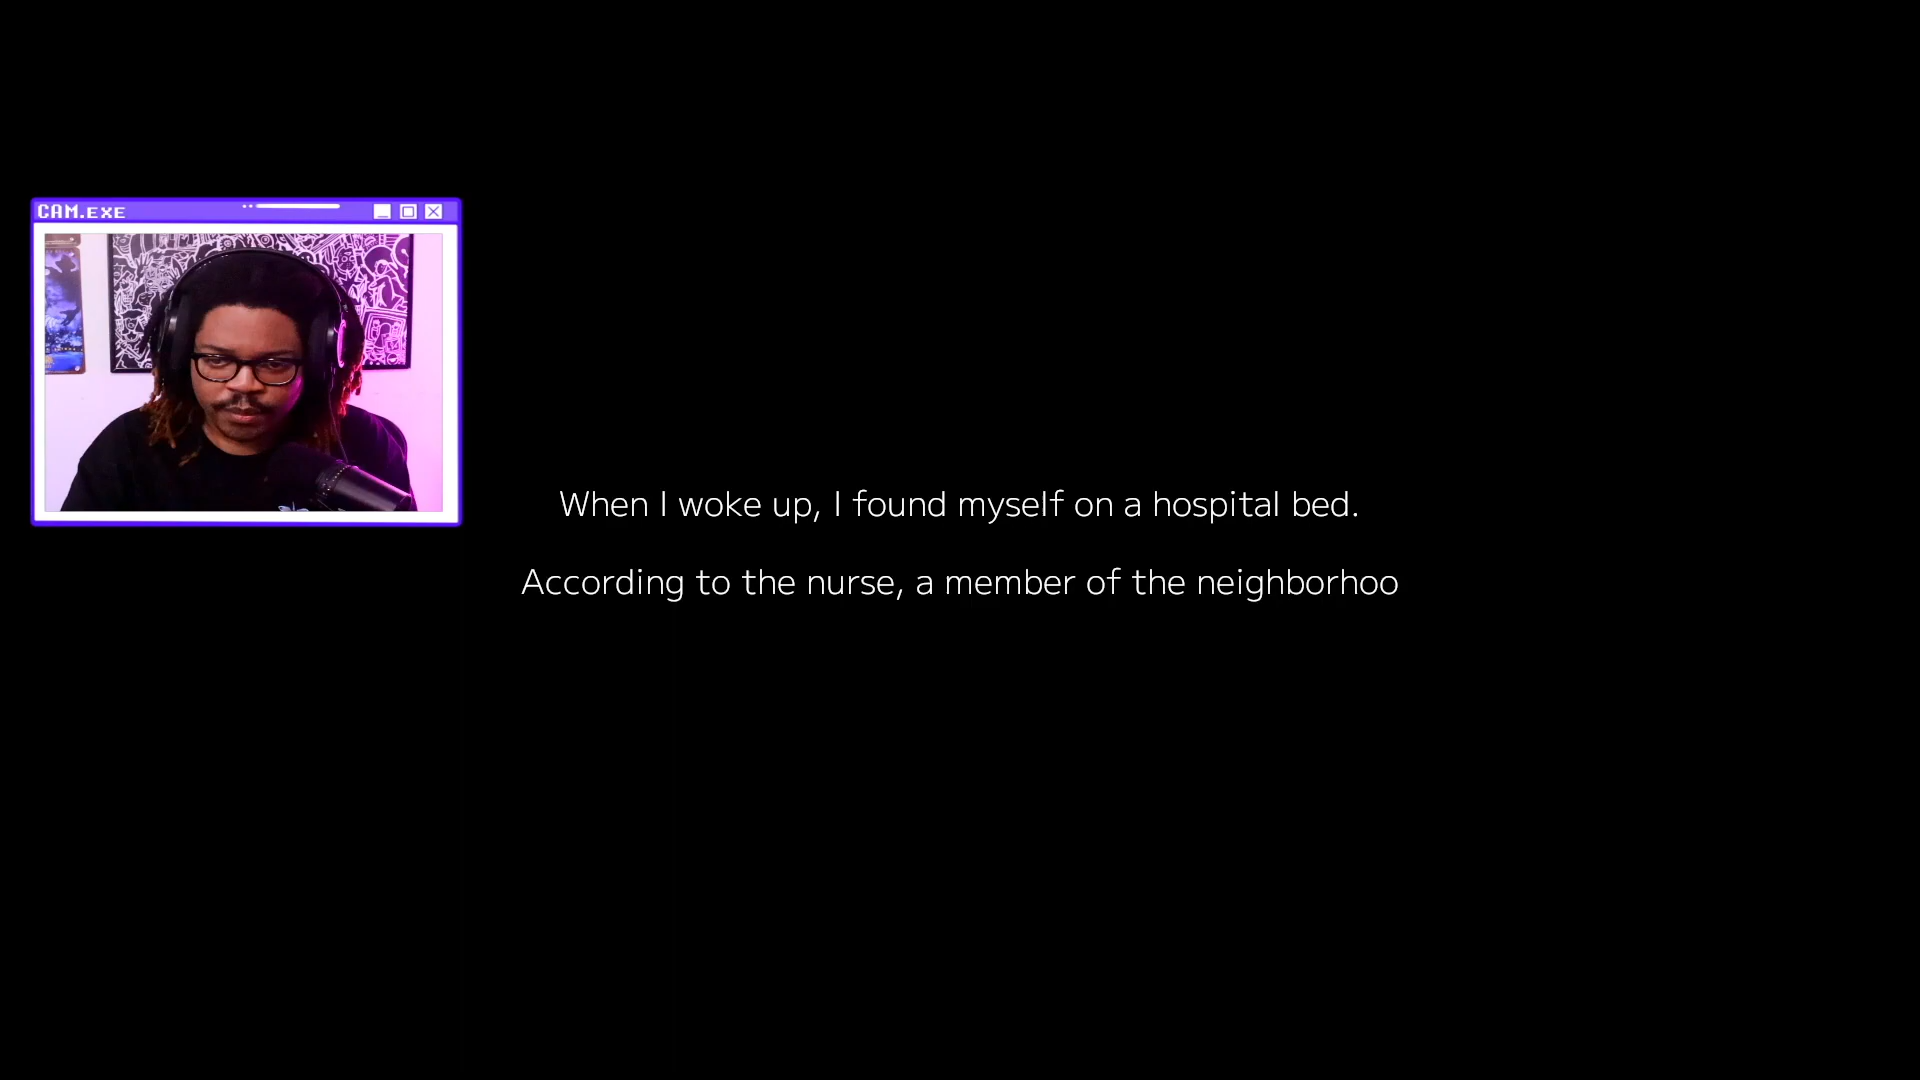 CAM.EXE
When I woke up, I found myself on a hospital bed.
According to the nurse, a member of the neighborhoo